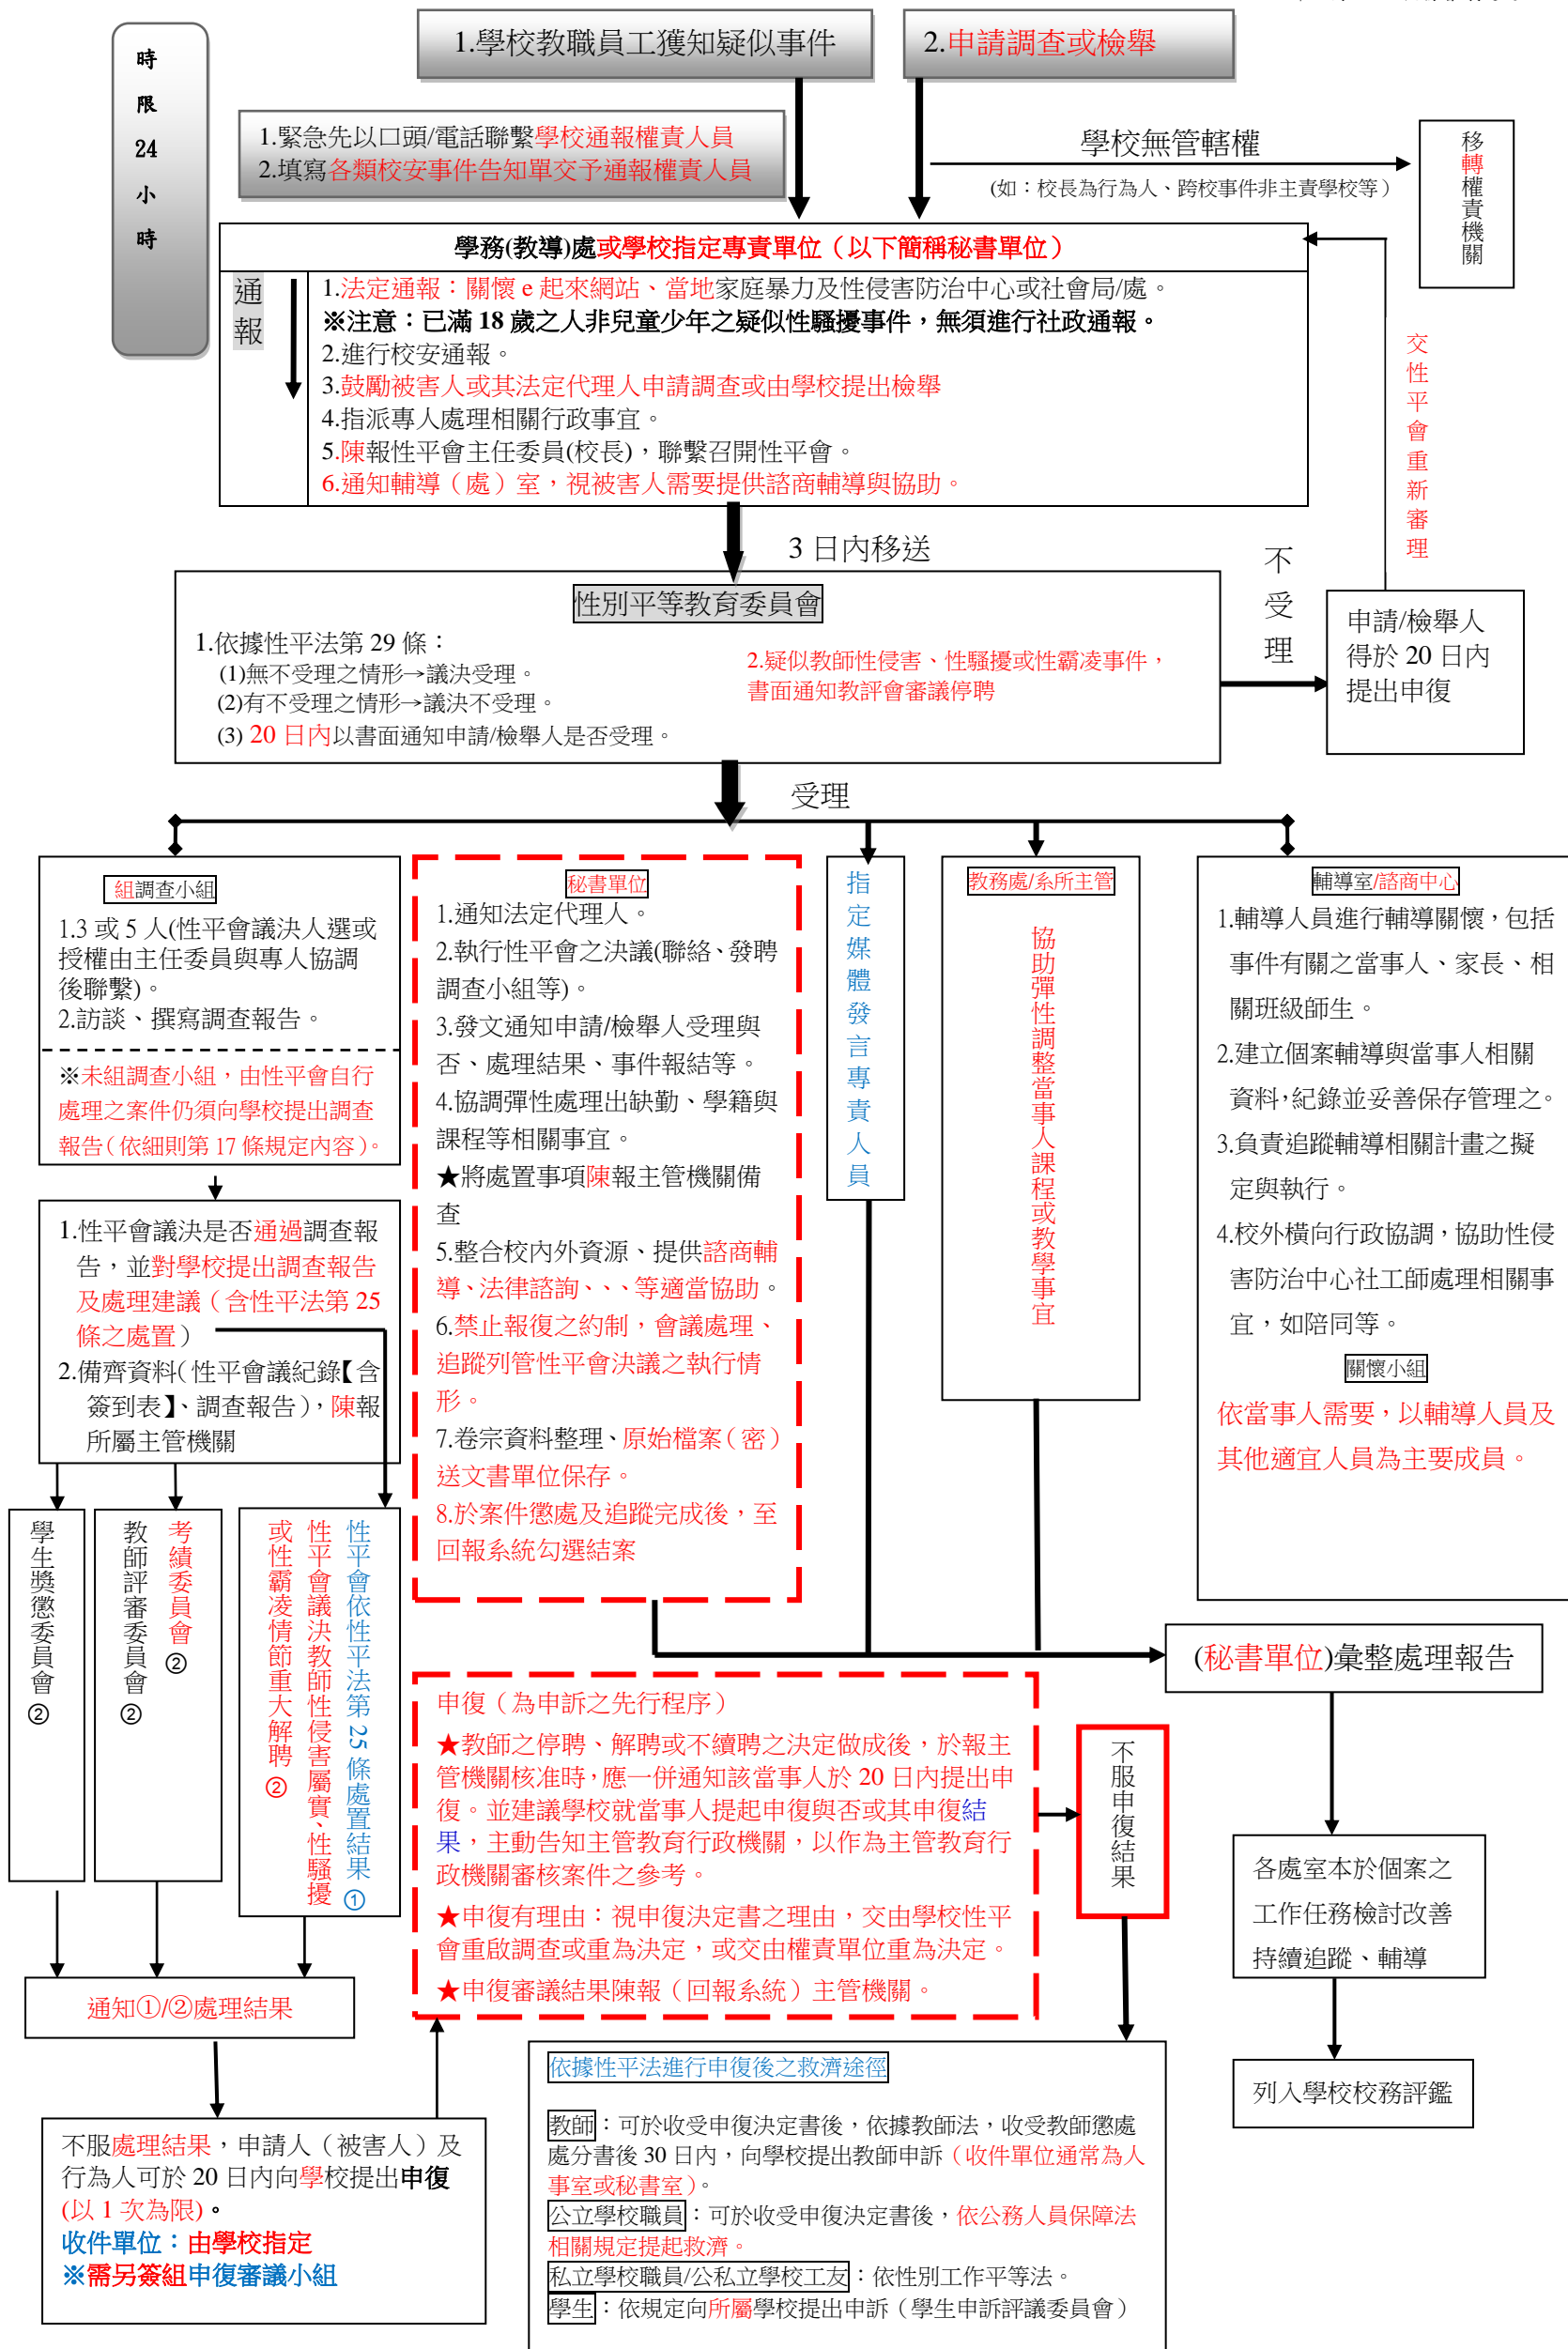 時
限
24
小
時
1.學校教職員工獲知疑似事件
2.申請調查或檢舉
1.緊急先以口頭/電話聯繫學校通報權責人員
2.填寫各類校安事件告知單交予通報權責人員
學校無管轄權
(如：校長為行為人、跨校事件非主責學校等）
移轉權責機關
學務(教導)處或學校指定專責單位（以下簡稱秘書單位）
通報
1.法定通報：關懷 e 起來網站、當地家庭暴力及性侵害防治中心或社會局/處。
※注意：已滿 18 歲之人非兒童少年之疑似性騷擾事件，無須進行社政通報。
2.進行校安通報。
3.鼓勵被害人或其法定代理人申請調查或由學校提出檢舉
4.指派專人處理相關行政事宜。
5.陳報性平會主任委員(校長)，聯繫召開性平會。
6.通知輔導（處）室，視被害人需要提供諮商輔導與協助。
交性平會重新審理
3 日內移送
性別平等教育委員會
1.依據性平法第 29 條：
(1)無不受理之情形→議決受理。
(2)有不受理之情形→議決不受理。
(3) 20 日內以書面通知申請/檢舉人是否受理。
2.疑似教師性侵害、性騷擾或性霸凌事件，
書面通知教評會審議停聘
不受理
申請/檢舉人
得於 20 日內
提出申復
受理
組調查小組
1.3 或 5 人(性平會議決人選或
授權由主任委員與專人協調
後聯繫)。
2.訪談、撰寫調查報告。
※未組調查小組，由性平會自行
處理之案件仍須向學校提出調查
報告（依細則第 17 條規定內容）。
秘書單位
1.通知法定代理人。
2.執行性平會之決議(聯絡、發聘
調查小組等)。
3.發文通知申請/檢舉人受理與
否、處理結果、事件報結等。
4.協調彈性處理出缺勤、學籍與
課程等相關事宜。
★將處置事項陳報主管機關備
查
5.整合校內外資源、提供諮商輔
導、法律諮詢、、、等適當協助。
6.禁止報復之約制，會議處理、
追蹤列管性平會決議之執行情
形。
7.卷宗資料整理、原始檔案（密）
送文書單位保存。
8.於案件懲處及追蹤完成後，至
回報系統勾選結案
指定媒體發言專責人員
教務處/系所主管
協助彈性調整當事人課程或教學事宜
輔導室/諮商中心
1.輔導人員進行輔導關懷，包括
事件有關之當事人、家長、相
關班級師生。
2.建立個案輔導與當事人相關
資料，紀錄並妥善保存管理之。
3.負責追蹤輔導相關計畫之擬
定與執行。
4.校外橫向行政協調，協助性侵
害防治中心社工師處理相關事
宜，如陪同等。
關懷小組
依當事人需要，以輔導人員及
其他適宜人員為主要成員。
1.性平會議決是否通過調查報
告，並對學校提出調查報告
及處理建議（含性平法第 25
條之處置）
2.備齊資料（性平會議紀錄【含
簽到表】、調查報告），陳報
所屬主管機關
學生獎懲委員會②
考績委員會②
教師評審委員會②
性平會依性平法第 25 條處置結果①
性平會議決教師性侵害屬實、性騷擾
或性霸凌情節重大解聘②
(秘書單位)彙整處理報告
申復（為申訴之先行程序）
★教師之停聘、解聘或不續聘之決定做成後，於報主
管機關核准時，應一併通知該當事人於 20 日內提出申
復。並建議學校就當事人提起申復與否或其申復結
果，主動告知主管教育行政機關，以作為主管教育行
政機關審核案件之參考。
★申復有理由：視申復決定書之理由，交由學校性平
會重啟調查或重為決定，或交由權責單位重為決定。
★申復審議結果陳報（回報系統）主管機關。
不服申復結果
各處室本於個案之
工作任務檢討改善
持續追蹤、輔導
列入學校校務評鑑
通知①/②處理結果
不服處理結果，申請人（被害人）及
行為人可於 20 日內向學校提出申復
(以 1 次為限)。
收件單位：由學校指定
※需另簽組申復審議小組
依據性平法進行申復後之救濟途徑
教師：可於收受申復決定書後，依據教師法，收受教師懲處
處分書後 30 日內，向學校提出教師申訴（收件單位通常為人
事室或秘書室）。
公立學校職員：可於收受申復決定書後，依公務人員保障法
相關規定提起救濟。
私立學校職員/公私立學校工友：依性別工作平等法。
學生：依規定向所屬學校提出申訴（學生申訴評議委員會）